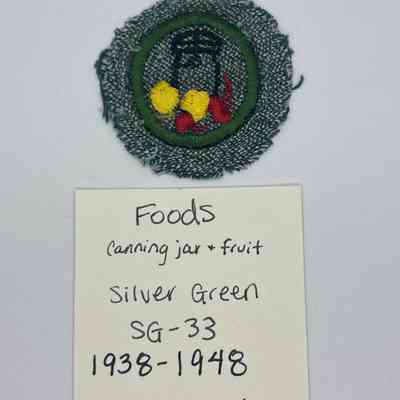 Foods
Canning jar + fruit
Silver Green
SG-33
1938-1948